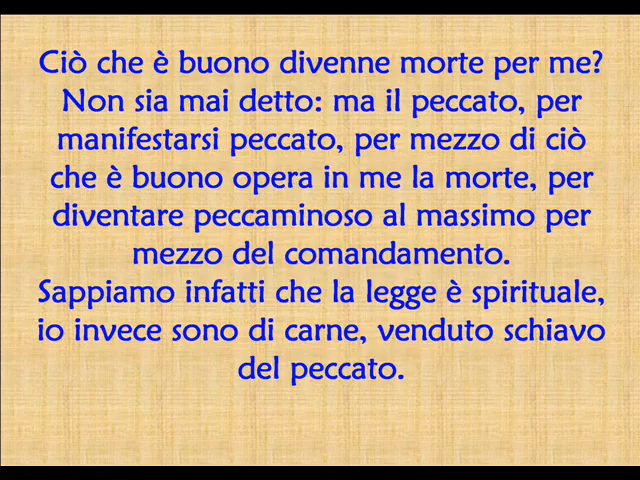 Ciò che è buono divenne morte per me?
Non sia mai detto: ma il peccato, per
manifestarsi peccato, per mezzo di ciò
che è buono opera in me la morte, per
diventare peccaminoso al massimo per
mezzo del comandamento.
Sappiamo infatti che la legge è spirituale,
io invece sono di carne, venduto schiavo
del peccato.